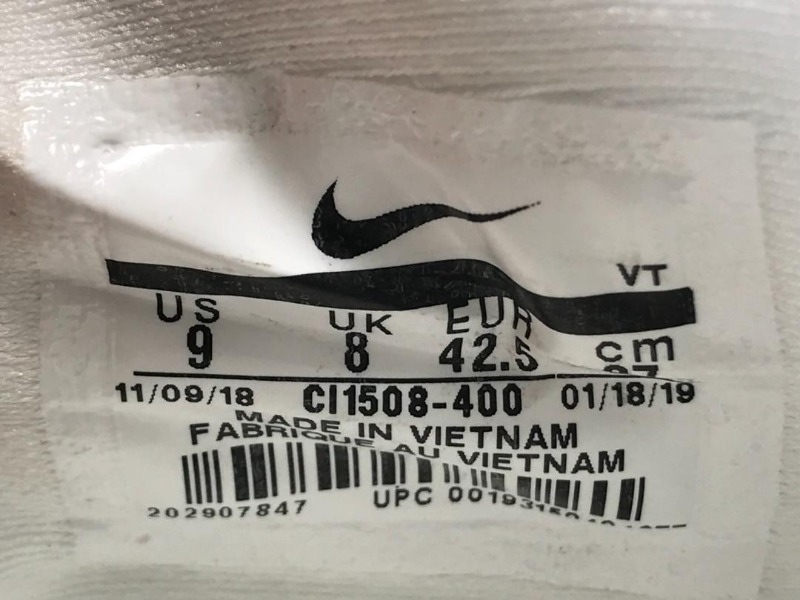 VT
US UK EUR cm
9 8 42.5 27
11/09/18 CI1508-400 01/18/19
MADE IN VIETNAM
FABRIQUE AU VIETNAM
202907847 UPC